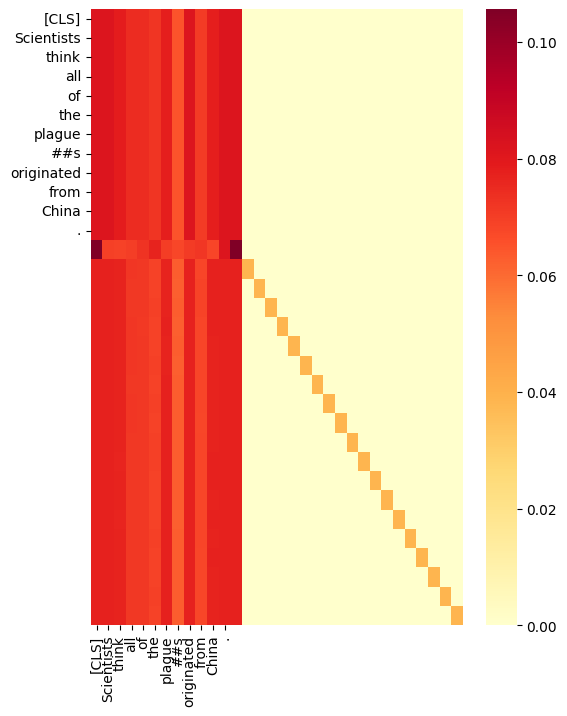 [CLS]
Scientists
think
all
of
the
plague
##s
originated
from
China
.
0.10
0.08
0.06
0.04
0.02
0.00
[CLS]
Scientists
think
all
of
the
plague
##s
originated
from
China
.